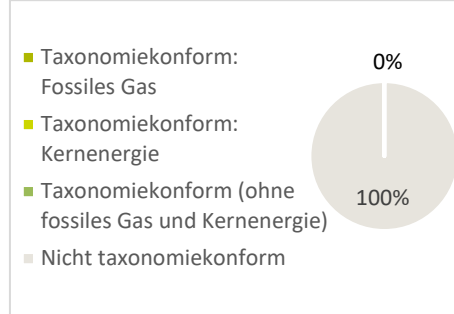 Taxonomiekonform:
Fossiles Gas
Taxonomiekonform:
Kernenergie
Taxonomiekonform (ohne
fossiles Gas und Kernenergie)
Nicht taxonomiekonform
0%
100%